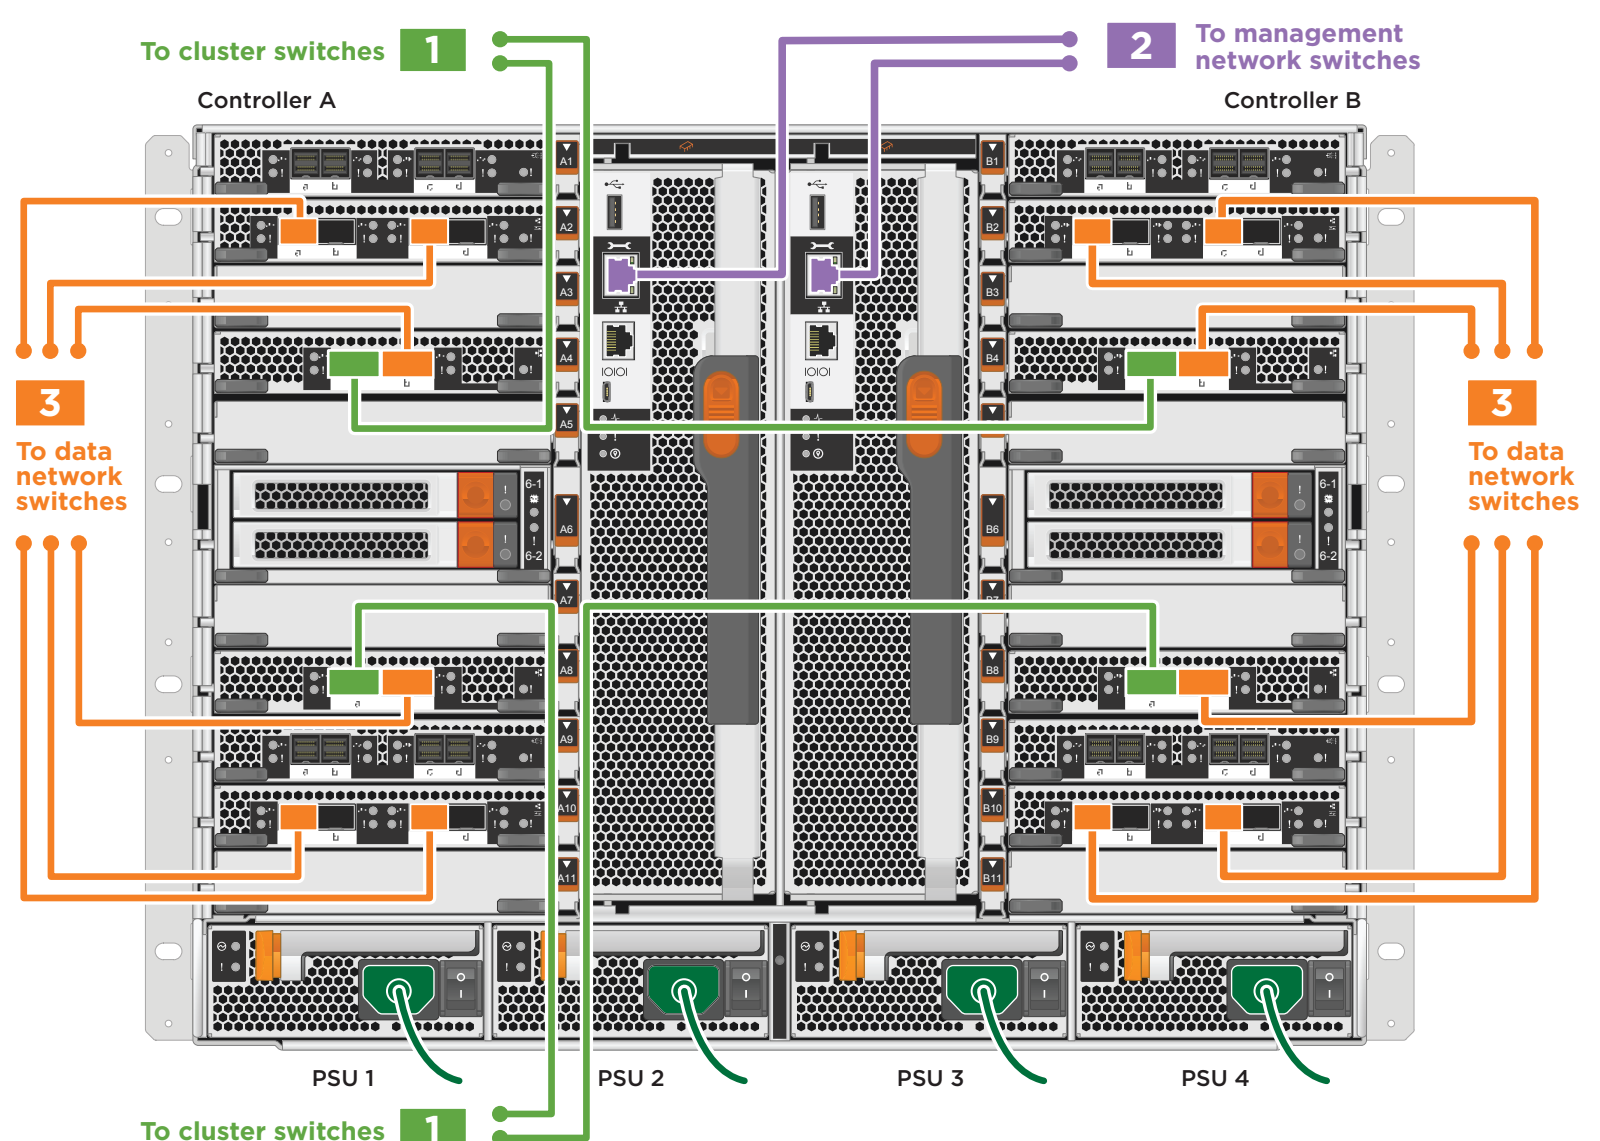 To cluster switches 1
2 To management
network switches
Controller A
Controller B
A1
B1
a b c d
a b c d
A2
B2
a b c d
b c d
A3
B3
A4
B4
b
b
IOIOI
IOIOI
A5
3
3
To data
network
switches
To data
network
switches
6-1
6-1
A6
B6
6-2
6-2
A7
B7
A8
B8
a
a
A9
B9
a b c d
a b c d
A10
B10
b d
b d
A11
B11
PSU 1
PSU 2
PSU 3
PSU 4
To cluster switches 1